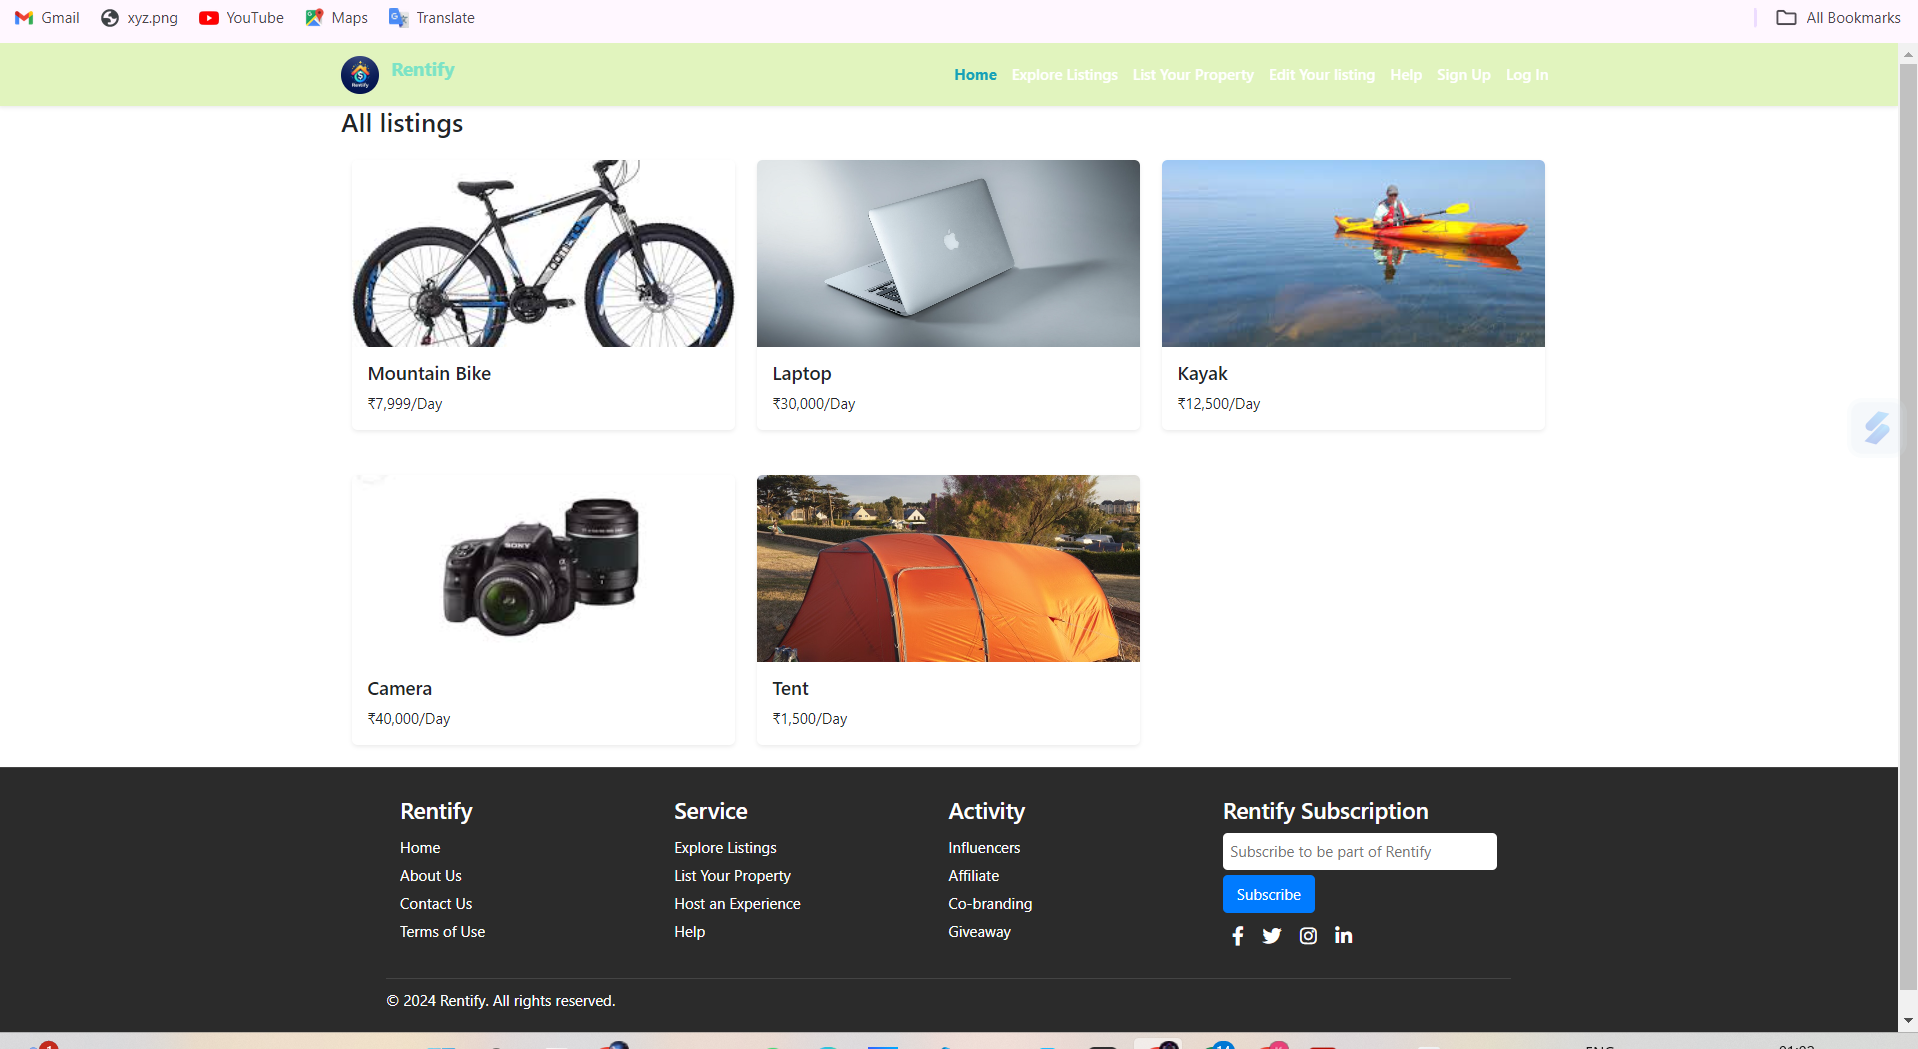 Gmail xyz.png YouTube Maps Translate All Bookmarks
Rentify Home Explore Listings List Your Property Edit Your listing Help Sign Up Log In
All listings
Mountain Bike
₹7,999/Day
Laptop
₹30,000/Day
Kayak
₹12,500/Day
SONY
Camera
₹40,000/Day
Tent
₹1,500/Day
Rentify
Home
About Us
Contact Us
Terms of Use
Service
Explore Listings
List Your Property
Host an Experience
Help
Activity
Influencers
Affiliate
Co-branding
Giveaway
Rentify Subscription
Subscribe to be part of Rentify
Subscribe
© 2024 Rentify. All rights reserved.